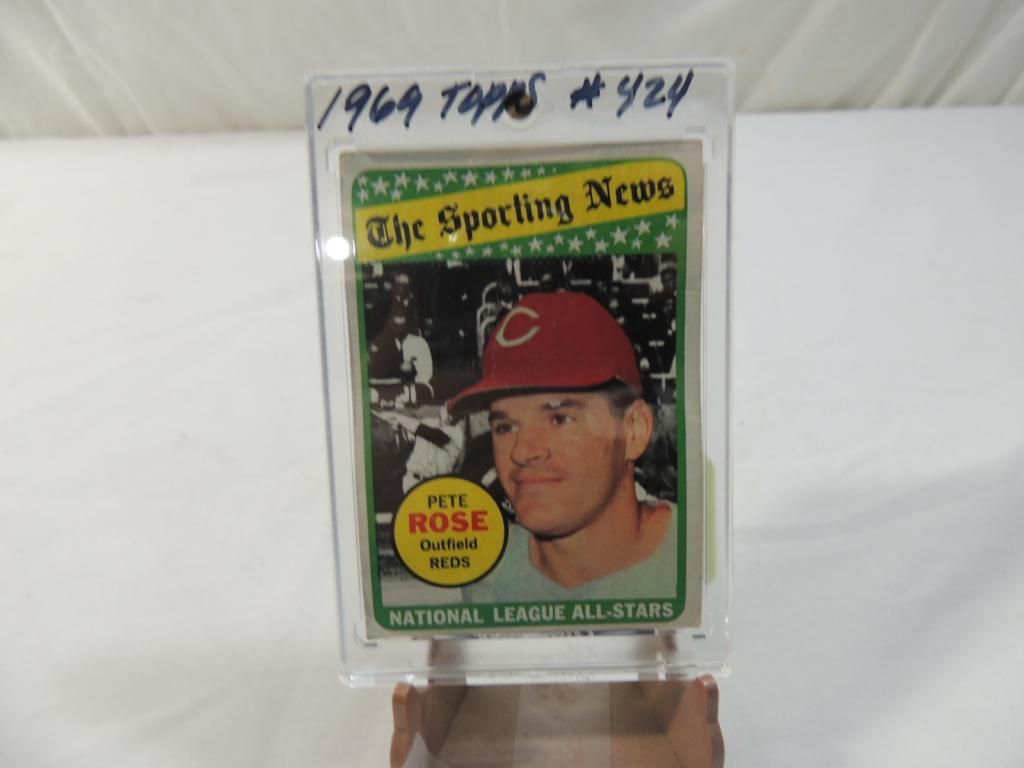 1969 TOPPS # 424
The Sporting News
C
PETE
ROSE
Outfield
REDS
NATIONAL LEAGUE ALL-STARS